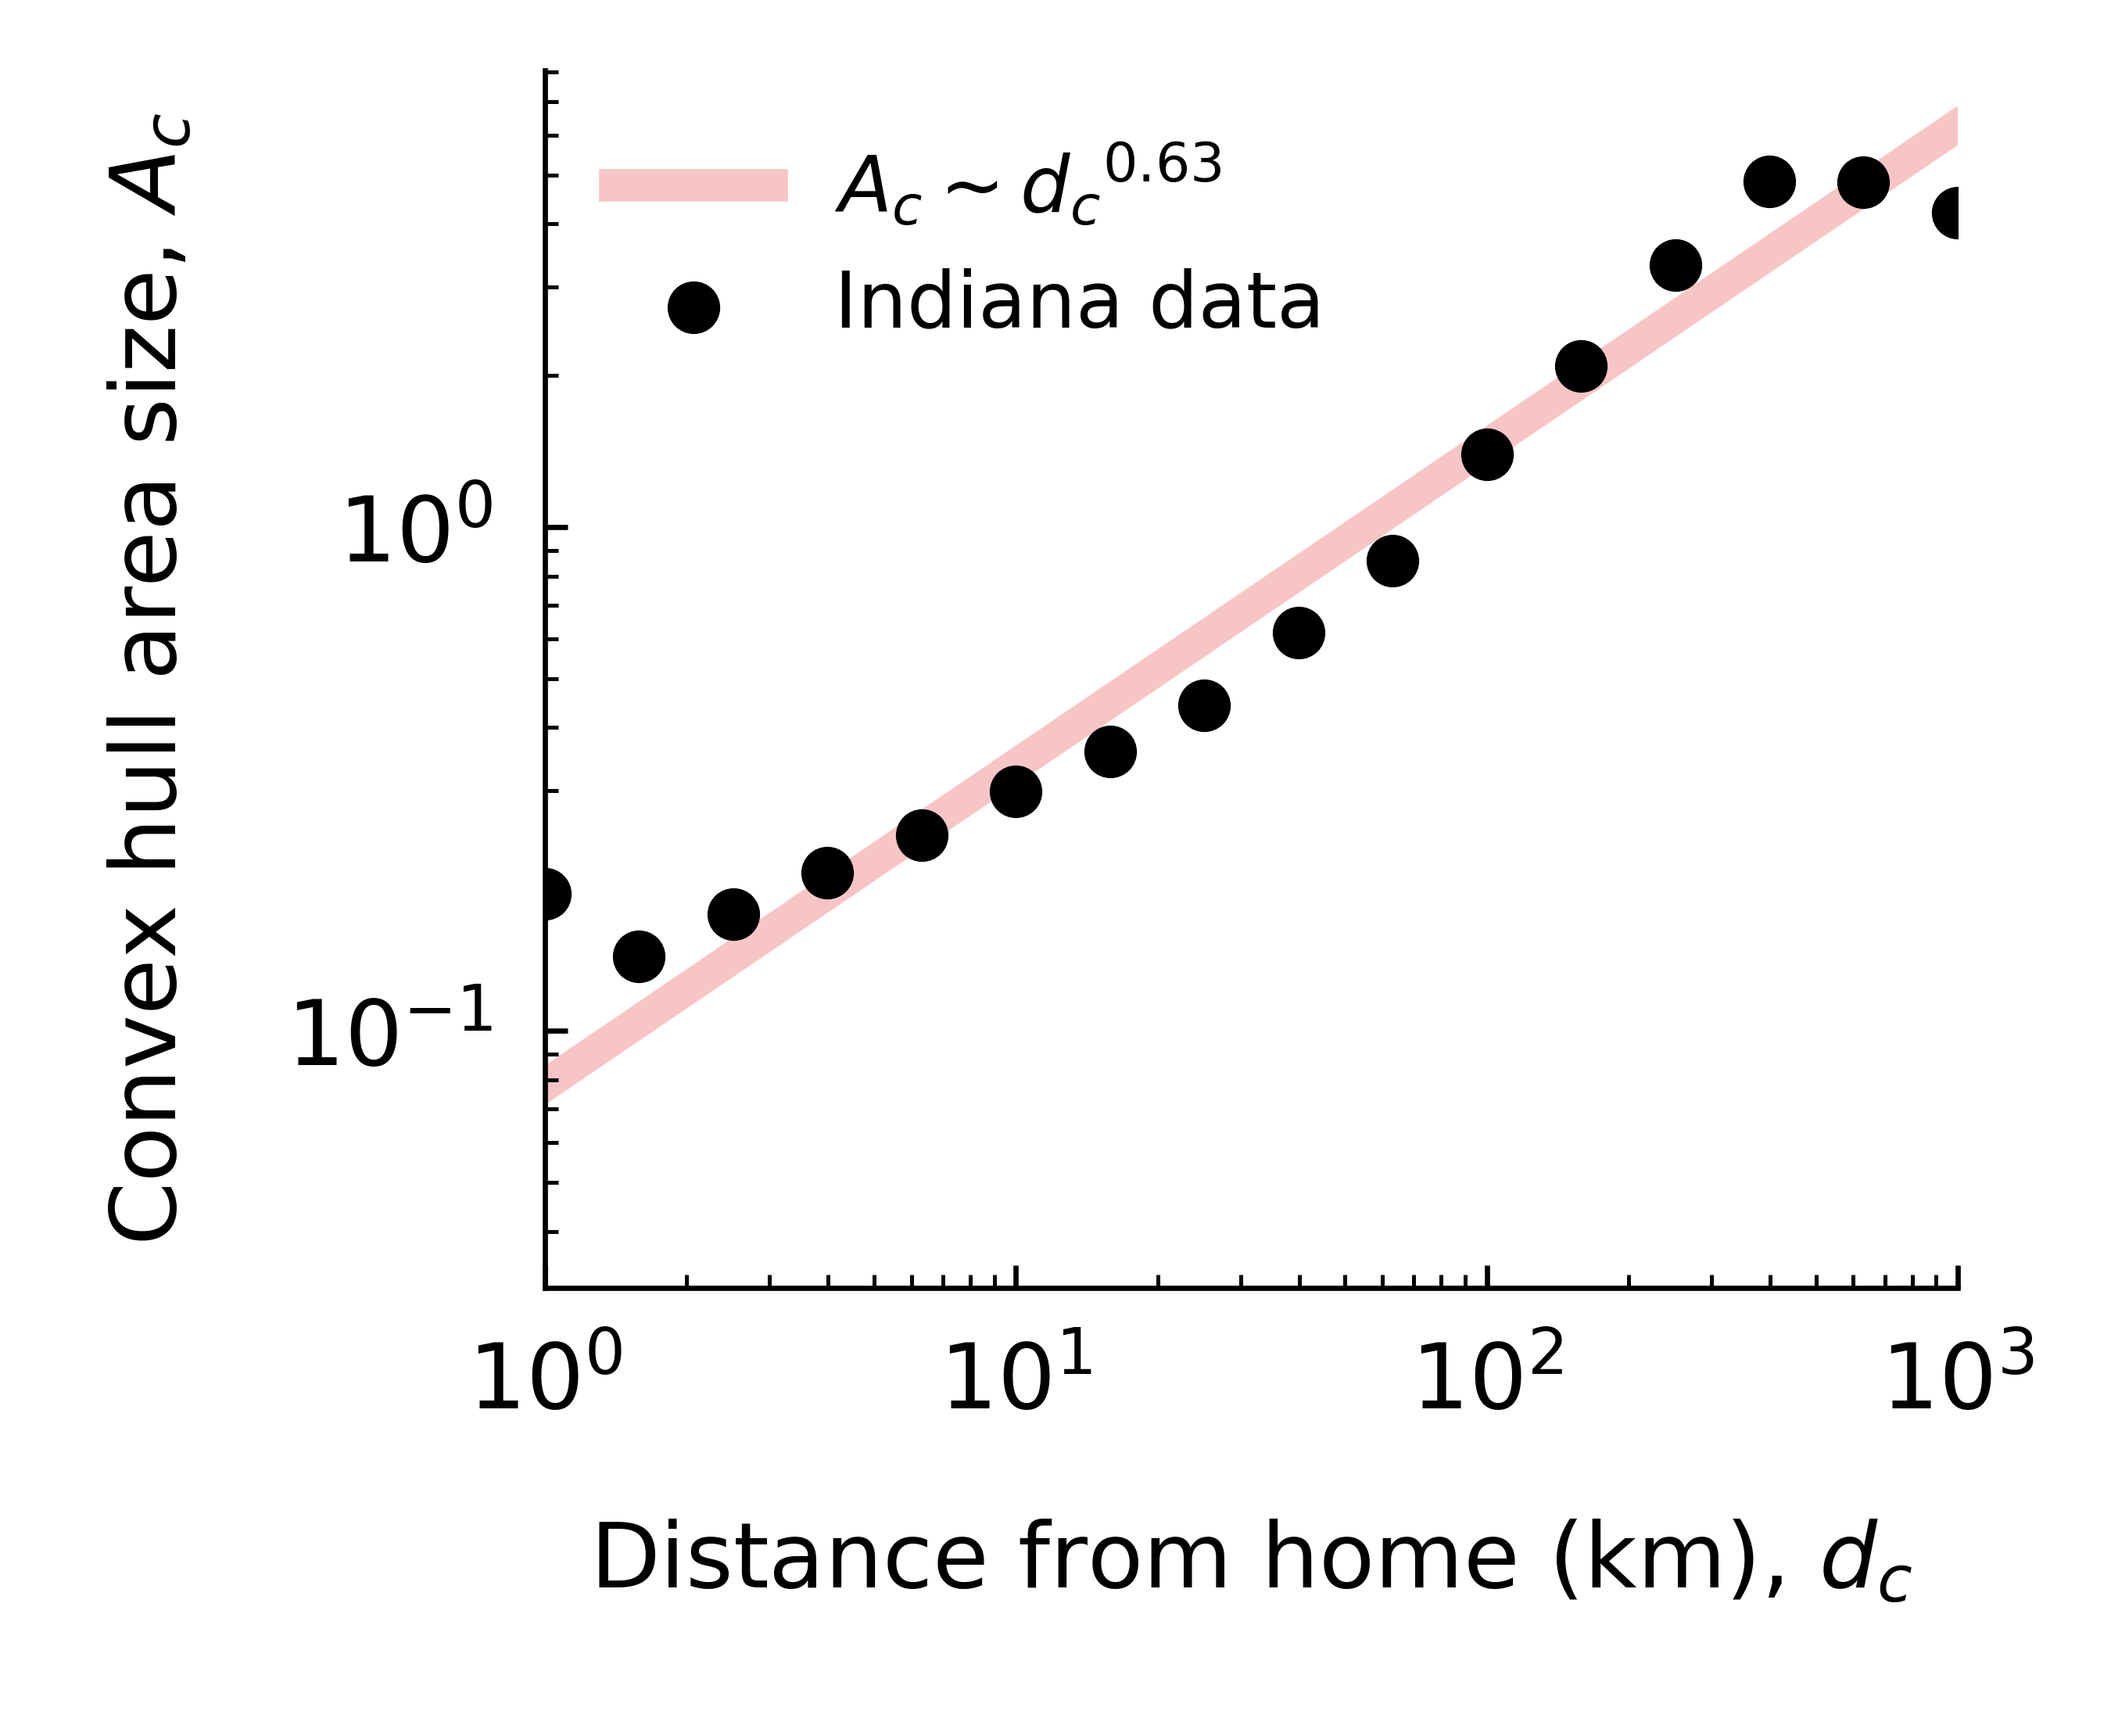 Convex hull area size, A_c
A_c ~ d_c^0.63
Indiana data
10^0
10^−1
10^0 10^1 10^2 10^3
Distance from home (km), d_c